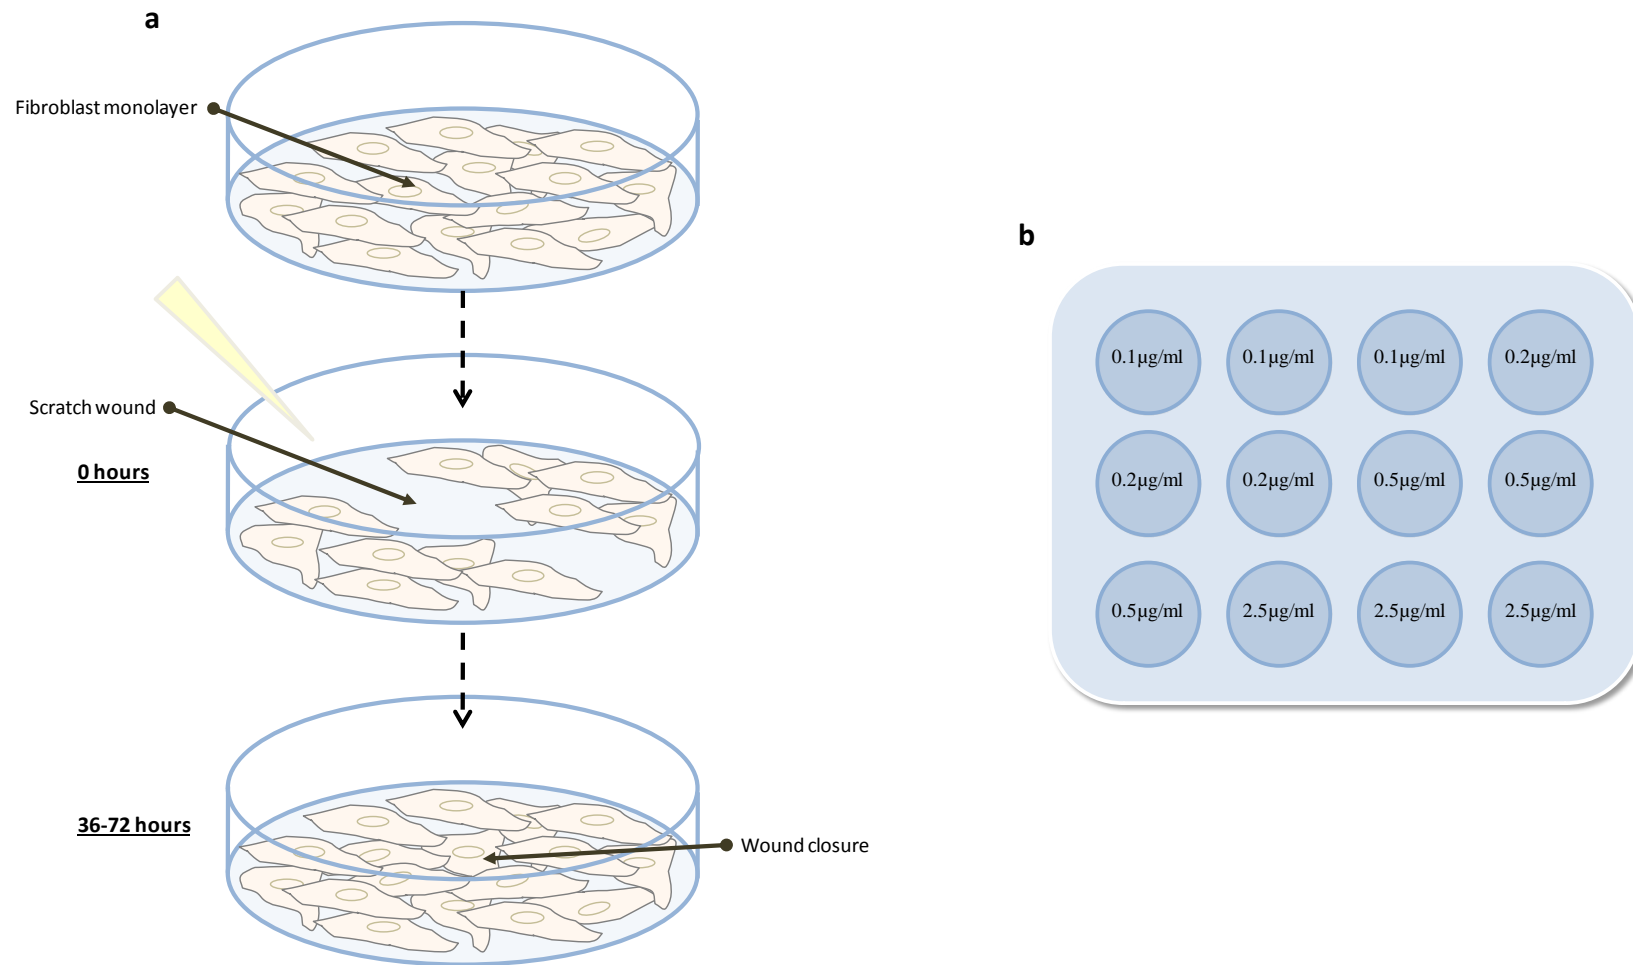 a
Fibroblast monolayer
Scratch wound
0 hours
36-72 hours
Wound closure
b
0.1µg/ml 0.1µg/ml 0.1µg/ml 0.2µg/ml
0.2µg/ml 0.2µg/ml 0.5µg/ml 0.5µg/ml
0.5µg/ml 2.5µg/ml 2.5µg/ml 2.5µg/ml